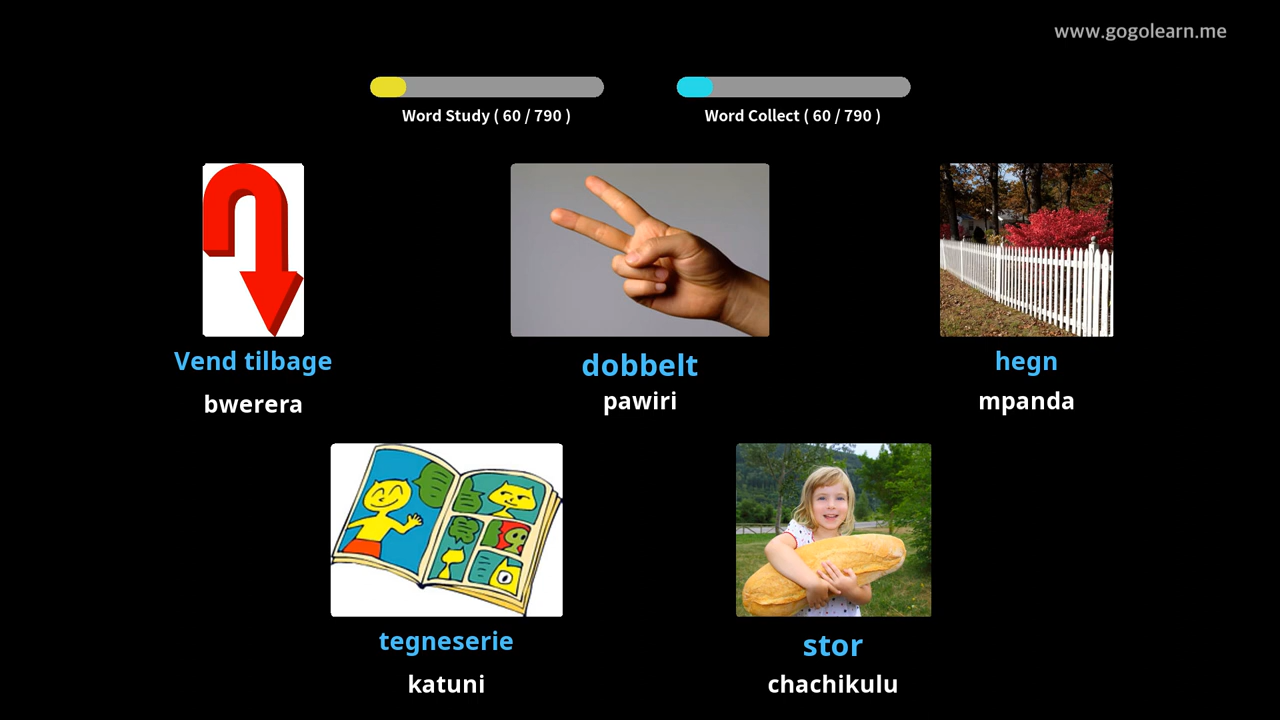 www.gogolearn.me
Word Study ( 60 / 790 )
Word Collect ( 60 / 790 )
Vend tilbage
bwerera
dobbelt
pawiri
hegn
mpanda
tegneserie
katuni
stor
chachikulu